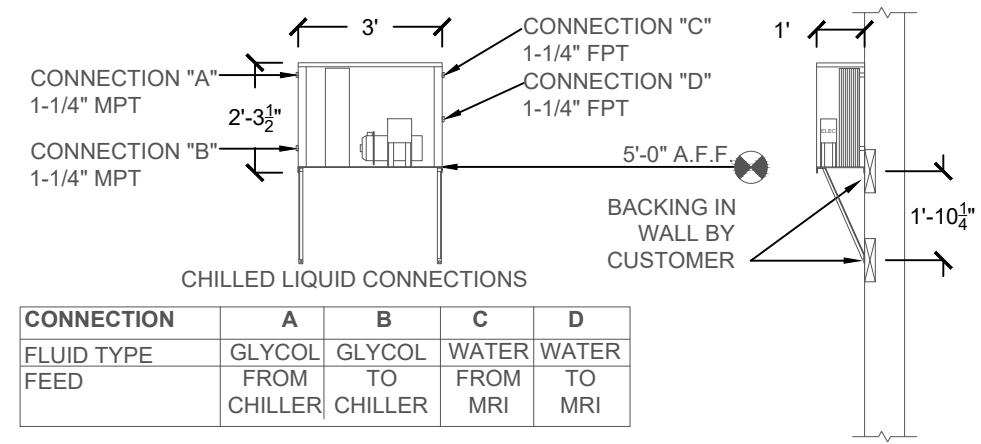 3'
CONNECTION "C"
1-1/4" FPT
1'
CONNECTION "A"
1-1/4" MPT
CONNECTION "D"
1-1/4" FPT
2'-3½"
ELEC
CONNECTION "B"
1-1/4" MPT
5'-0" A.F.F.
BACKING IN
WALL BY
CUSTOMER
1'-10¼"
CHILLED LIQUID CONNECTIONS
CONNECTION A B C D
FLUID TYPE GLYCOL GLYCOL WATER WATER
FEED FROM TO FROM TO
CHILLER CHILLER MRI MRI